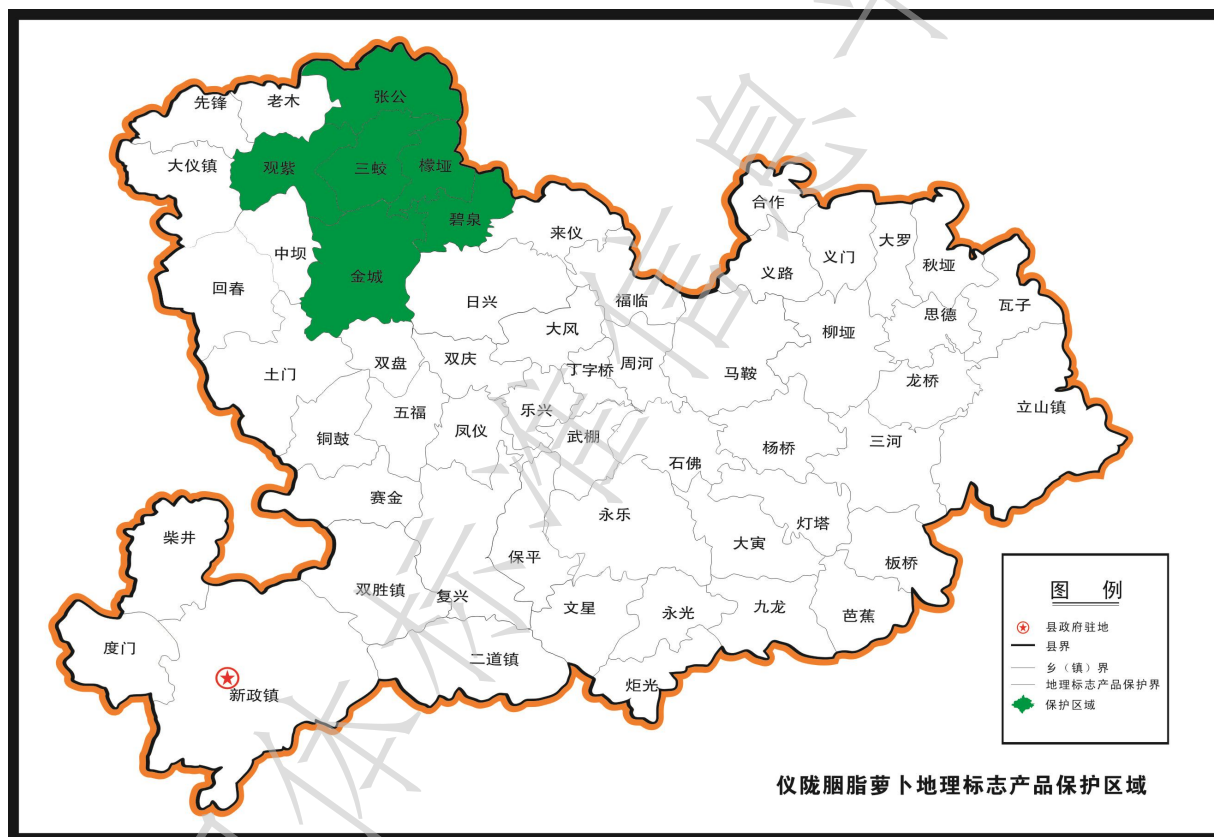 张公
先锋
老木
大仪镇
观紫
三蛟
檬垭
碧泉
合作
来仪
大罗
中坝
义门
秋垭
金城
义路
回春
日兴
福临
瓦子
思德
大风
柳垭
双盘
双庆
丁字桥
周河
马鞍
龙桥
土门
立山镇
五福
乐兴
铜鼓
凤仪
武棚
杨桥
三河
石佛
赛金
永乐
灯塔
柴井
大寅
保平
板桥
双胜镇
复兴
文星
永光
九龙
芭蕉
度门
二道镇
炬光
新政镇
图 例
县政府驻地
县界
乡（镇）界
地理标志产品保护界
保护区域
仪陇胭脂萝卜地理标志产品保护区域